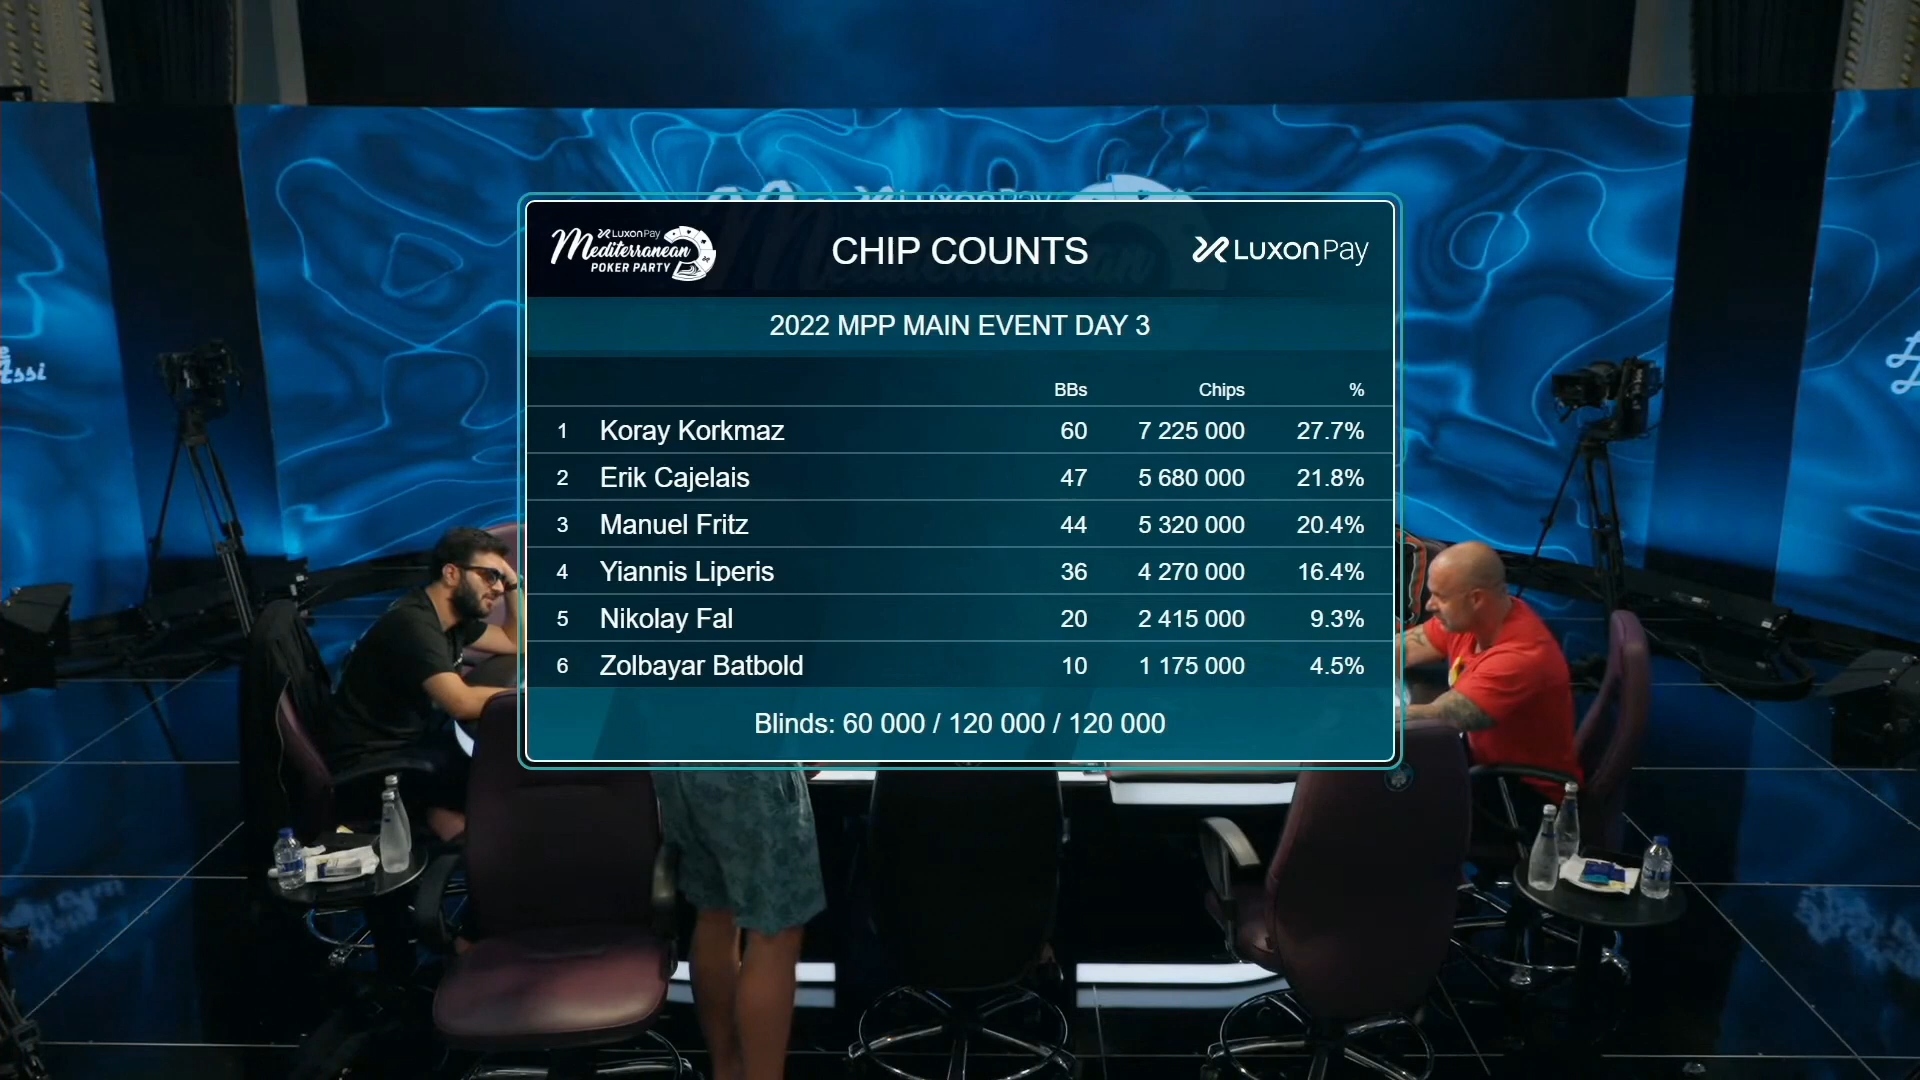 LuxonPay
LuxonPay
Mediterranean
POKER PARTY
CHIP COUNTS
LuxonPay
2022 MPP MAIN EVENT DAY 3
BBs Chips %
1 Koray Korkmaz 60 7 225 000 27.7%
2 Erik Cajelais 47 5 680 000 21.8%
3 Manuel Fritz 44 5 320 000 20.4%
4 Yiannis Liperis 36 4 270 000 16.4%
5 Nikolay Fal 20 2 415 000 9.3%
6 Zolbayar Batbold 10 1 175 000 4.5%
Blinds: 60 000 / 120 000 / 120 000